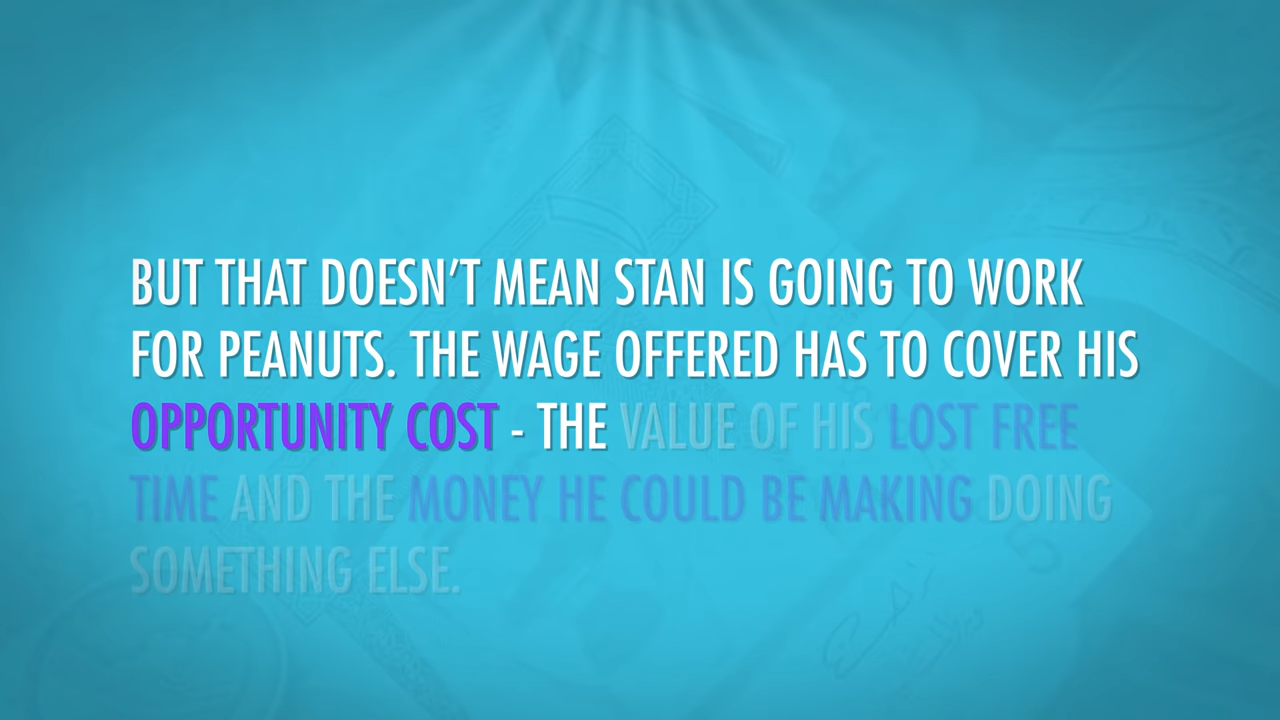 BUT THAT DOESN'T MEAN STAN IS GOING TO WORK
FOR PEANUTS. THE WAGE OFFERED HAS TO COVER HIS
OPPORTUNITY COST - THE VALUE OF HIS LOST FREE
TIME AND THE MONEY HE COULD BE MAKING DOING
SOMETHING ELSE.